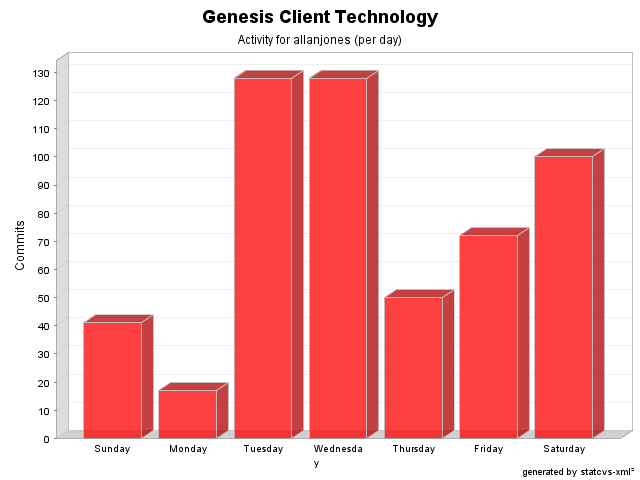 Genesis Client Technology
Activity for allanjones (per day)
Commits
130
120
110
100
90
80
70
60
50
40
30
20
10
0
Sunday Monday Tuesday Wednesda Thursday Friday Saturday
y
generated by statcvs-xml²